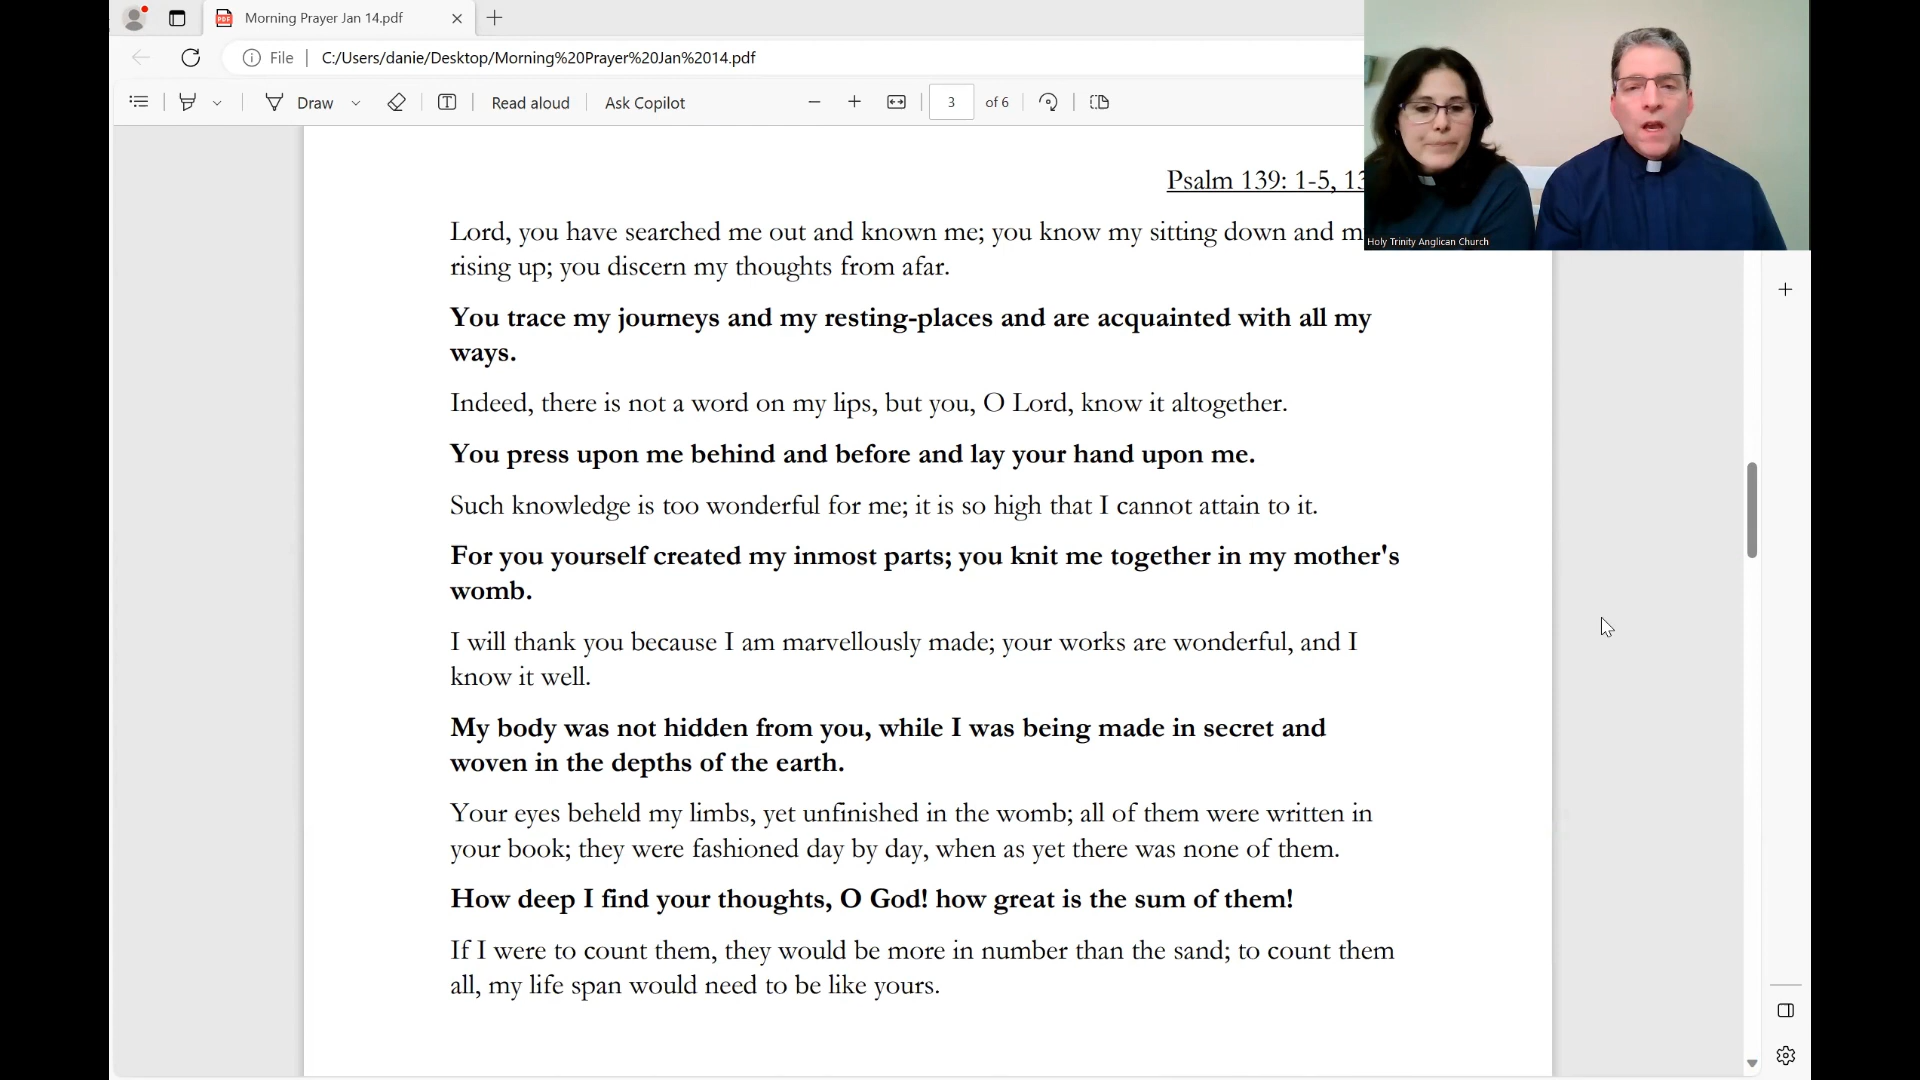 Morning Prayer Jan 14.pdf
File
C:/Users/danie/Desktop/Morning%20Prayer%20Jan%2014.pdf
Draw
Read aloud
Ask Copilot
3
of 6
Holy Trinity Anglican Church
Psalm 139: 1-5,
Lord, you have searched me out and known me; you know my sitting down and
rising up; you discern my thoughts from afar.
You trace my journeys and my resting-places and are acquainted with all my
ways.
Indeed, there is not a word on my lips, but you, O Lord, know it altogether.
You press upon me behind and before and lay your hand upon me.
Such knowledge is too wonderful for me; it is so high that I cannot attain to it.
For you yourself created my inmost parts; you knit me together in my mother's
womb.
I will thank you because I am marvellously made; your works are wonderful, and I
know it well.
My body was not hidden from you, while I was being made in secret and
woven in the depths of the earth.
Your eyes beheld my limbs, yet unfinished in the womb; all of them were written in
your book; they were fashioned day by day, when as yet there was none of them.
How deep I find your thoughts, O God! how great is the sum of them!
If I were to count them, they would be more in number than the sand; to count them
all, my life span would need to be like yours.